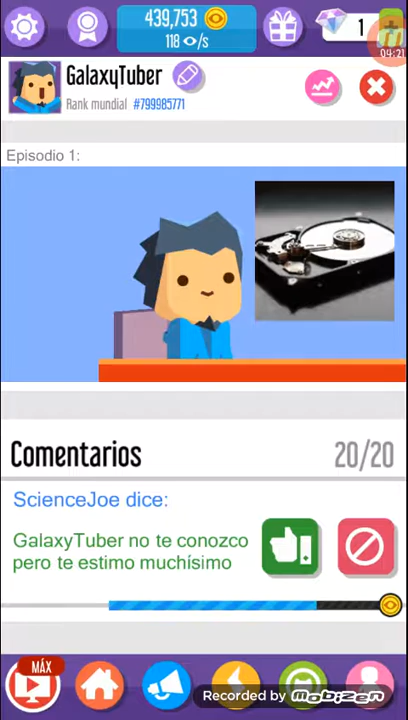 439,753
118 /s
1
04:21
GalaxyTuber
Rank mundial #799985771
Episodio 1:
Comentarios 20/20
ScienceJoe dice:
GalaxyTuber no te conozco
pero te estimo muchísimo
MÁX
Recorded by MOBIZEN